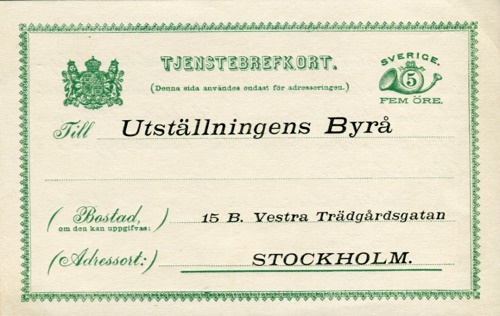 TJENSTEBREFKORT.
(Denna sida användes endast för adresseringen.)
SVERIGE.
5
FEM ÖRE.
Till Utställningens Byrå
(Bostad,) 15 B. Vestra Trädgårdsgatan
om den kan uppgifvas:
(Adressort:) STOCKHOLM.